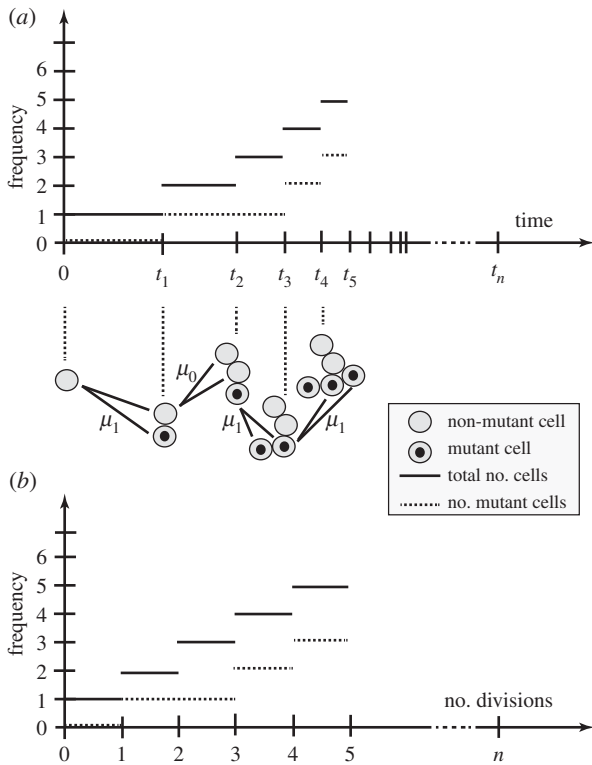 (a)
frequency
6
5
4
3
2
1
0
time
0 t1 t2 t3 t4 t5 tn
μ1
μ0
μ1
μ1
non-mutant cell
mutant cell
total no. cells
no. mutant cells
(b)
frequency
6
5
4
3
2
1
0
no. divisions
0 1 2 3 4 5 n